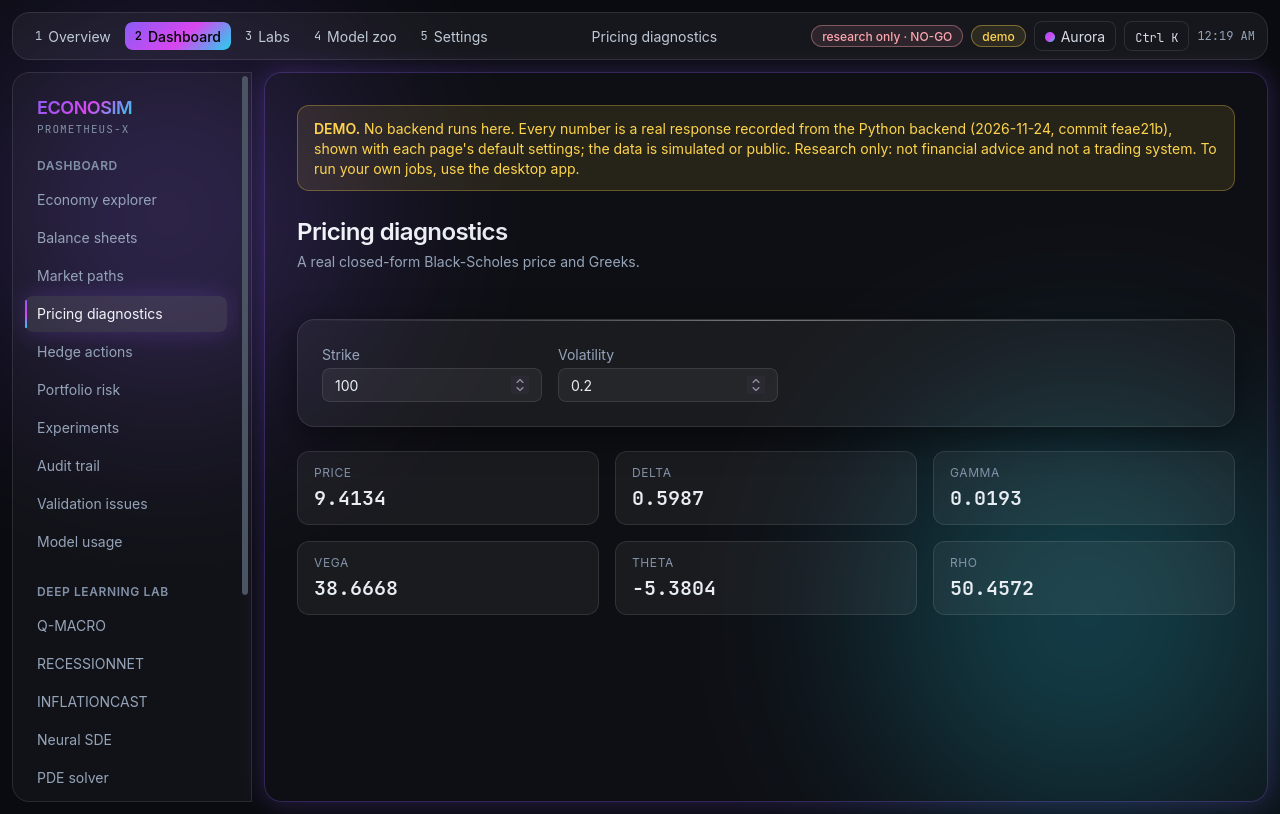 1 Overview 2 Dashboard 3 Labs 4 Model zoo 5 Settings Pricing diagnostics research only · NO-GO demo Aurora Ctrl K 12:19 AM
ECONOSIM
PROMETHEUS-X
DASHBOARD
Economy explorer
Balance sheets
Market paths
Pricing diagnostics
Hedge actions
Portfolio risk
Experiments
Audit trail
Validation issues
Model usage
DEEP LEARNING LAB
Q-MACRO
RECESSIONNET
INFLATIONCAST
Neural SDE
PDE solver
DEMO. No backend runs here. Every number is a real response recorded from the Python backend (2026-11-24, commit feae21b),
shown with each page's default settings; the data is simulated or public. Research only: not financial advice and not a trading system. To
run your own jobs, use the desktop app.
Pricing diagnostics
A real closed-form Black-Scholes price and Greeks.
Strike Volatility
100 0.2
PRICE DELTA GAMMA
9.4134 0.5987 0.0193
VEGA THETA RHO
38.6668 -5.3804 50.4572